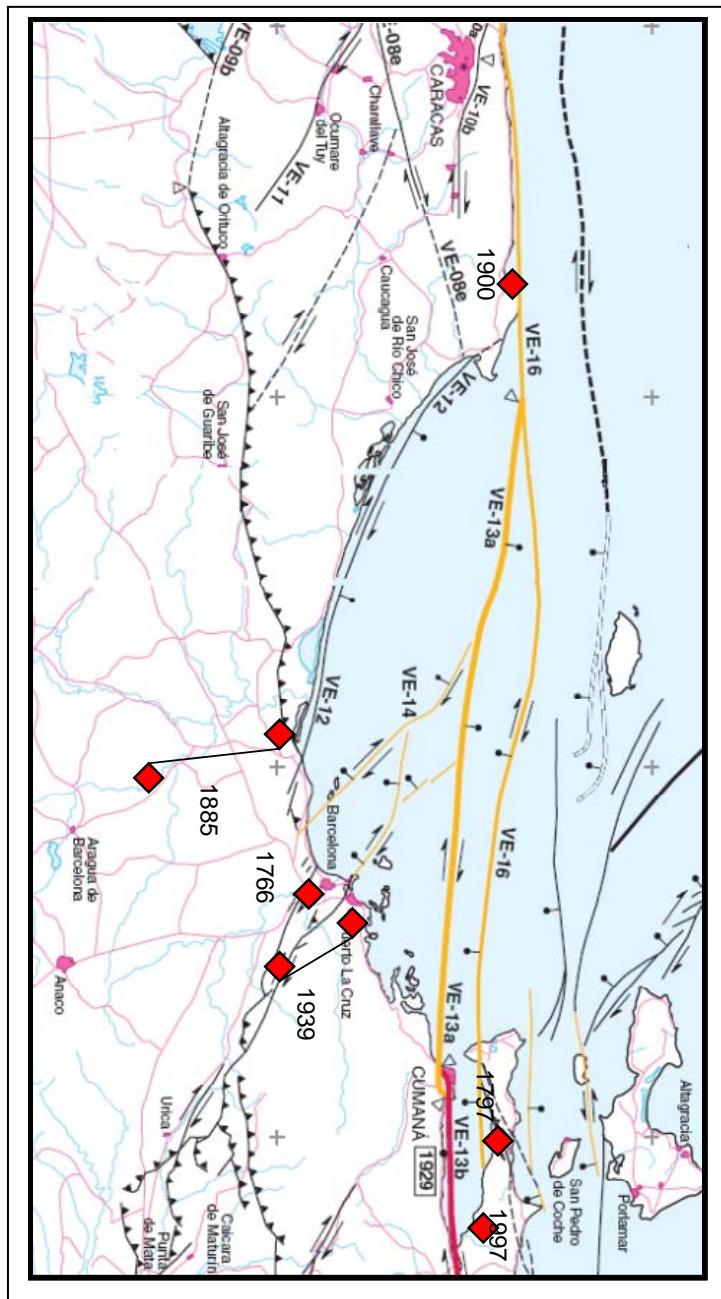 Altagracia
Porlamar
San Pedro
de Coche
VE-16
VE-16
1797
1997
0a
VE-10b
CARACAS
1900
VE-08e
VE-08e
VE-12
VE-13a
VE-13a
VE-13b
CUMANÁ
1929
Charallave
Caucagua
San José
de Río Chico
VE-14
Ocumare
del Tuy
VE-11
VE-12
Barcelona
uerto La Cruz
1939
VE-09b
Altagracia de Orituco
San José
de Guaribe
1885
1766
Caicara
de Maturín
Urica
Punta
de Mata
Aragua de
Barcelona
Anaco